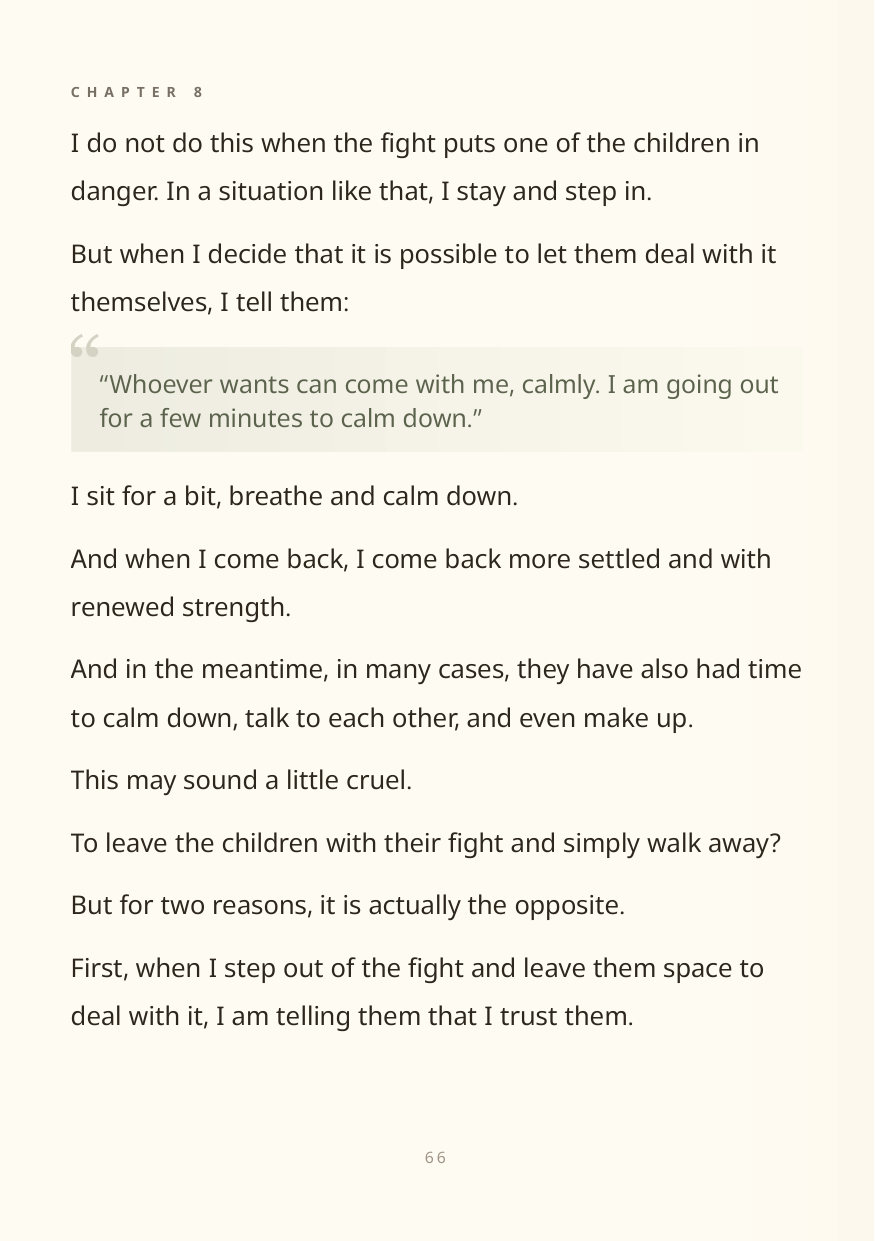 CHAPTER 8
I do not do this when the fight puts one of the children in
danger. In a situation like that, I stay and step in.
But when I decide that it is possible to let them deal with it
themselves, I tell them:
“
“Whoever wants can come with me, calmly. I am going out
for a few minutes to calm down.”
I sit for a bit, breathe and calm down.
And when I come back, I come back more settled and with
renewed strength.
And in the meantime, in many cases, they have also had time
to calm down, talk to each other, and even make up.
This may sound a little cruel.
To leave the children with their fight and simply walk away?
But for two reasons, it is actually the opposite.
First, when I step out of the fight and leave them space to
deal with it, I am telling them that I trust them.
66